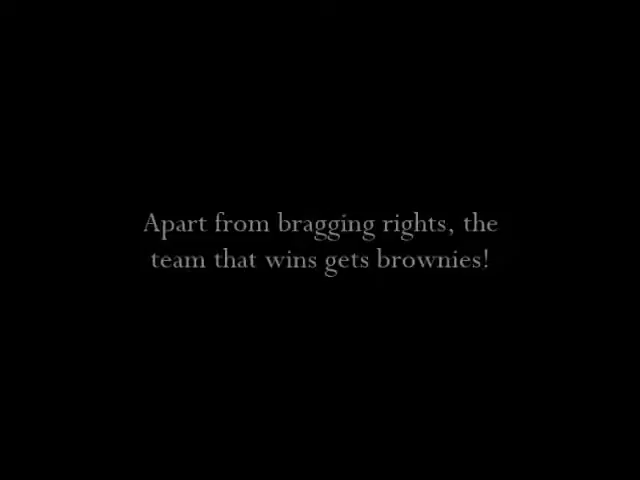 Apart from bragging rights, the
team that wins gets brownies!